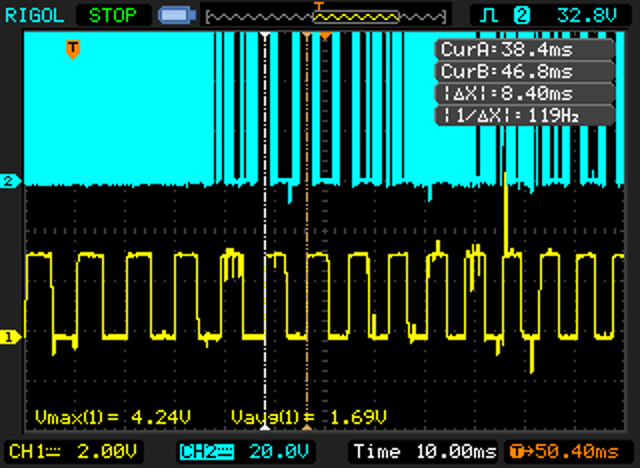 RIGOL STOP T 2 32.8V
T
CurA:38.4ms
CurB:46.8ms
|ΔX|:8.40ms
|1/ΔX|: 119Hz
2
1
Vmax(1)= 4.24V Vavg(1)= 1.69V
CH1 2.00V CH2 20.0V Time 10.00ms T→50.40ms